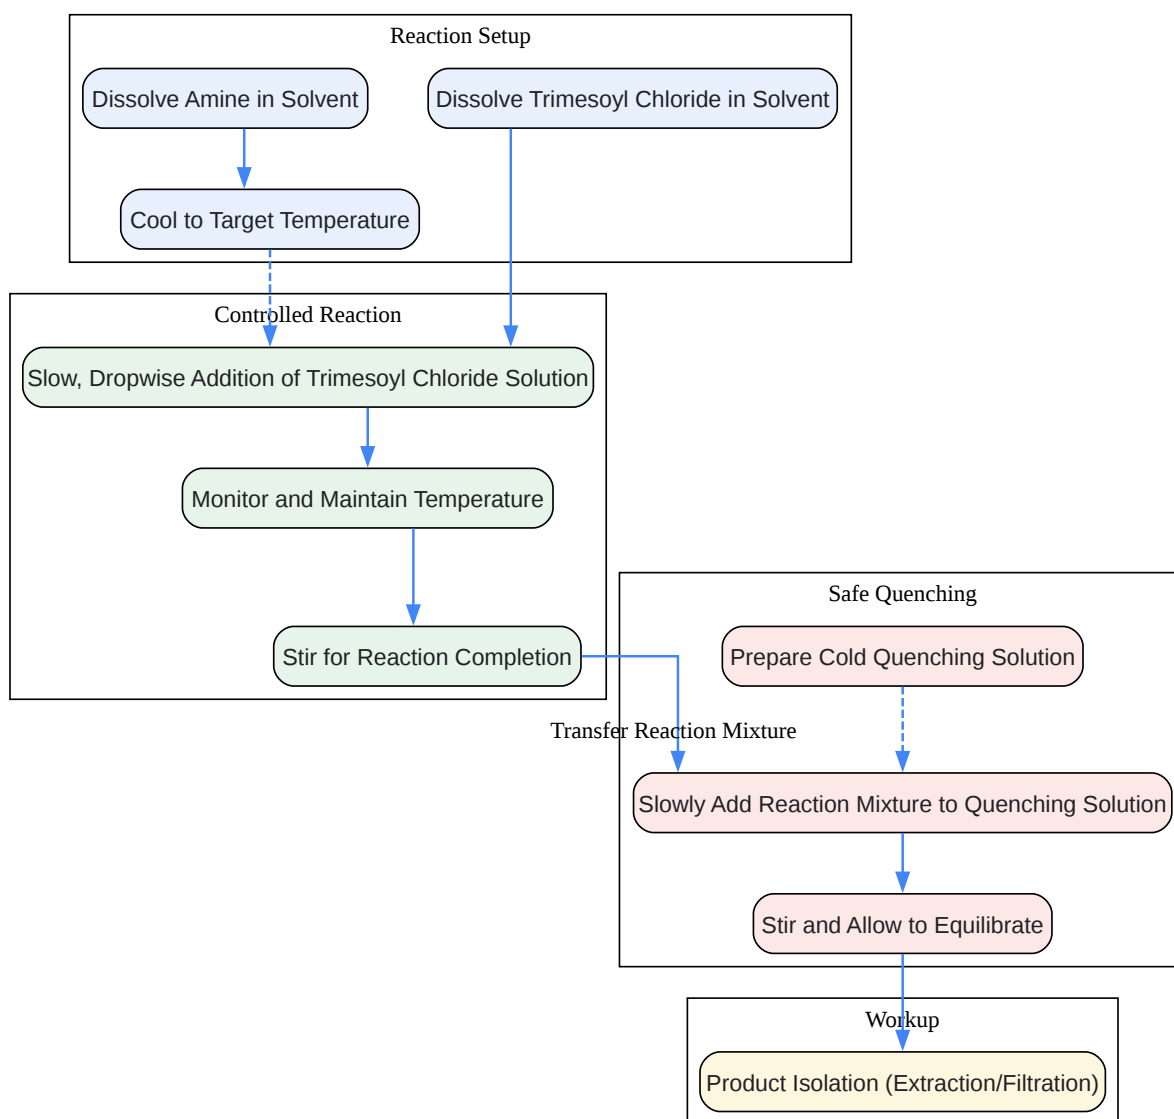 Reaction Setup
Dissolve Amine in Solvent
Dissolve Trimesoyl Chloride in Solvent
Cool to Target Temperature
Controlled Reaction
Slow, Dropwise Addition of Trimesoyl Chloride Solution
Monitor and Maintain Temperature
Stir for Reaction Completion
Safe Quenching
Prepare Cold Quenching Solution
Transfer Reaction Mixture
Slowly Add Reaction Mixture to Quenching Solution
Stir and Allow to Equilibrate
Workup
Product Isolation (Extraction/Filtration)